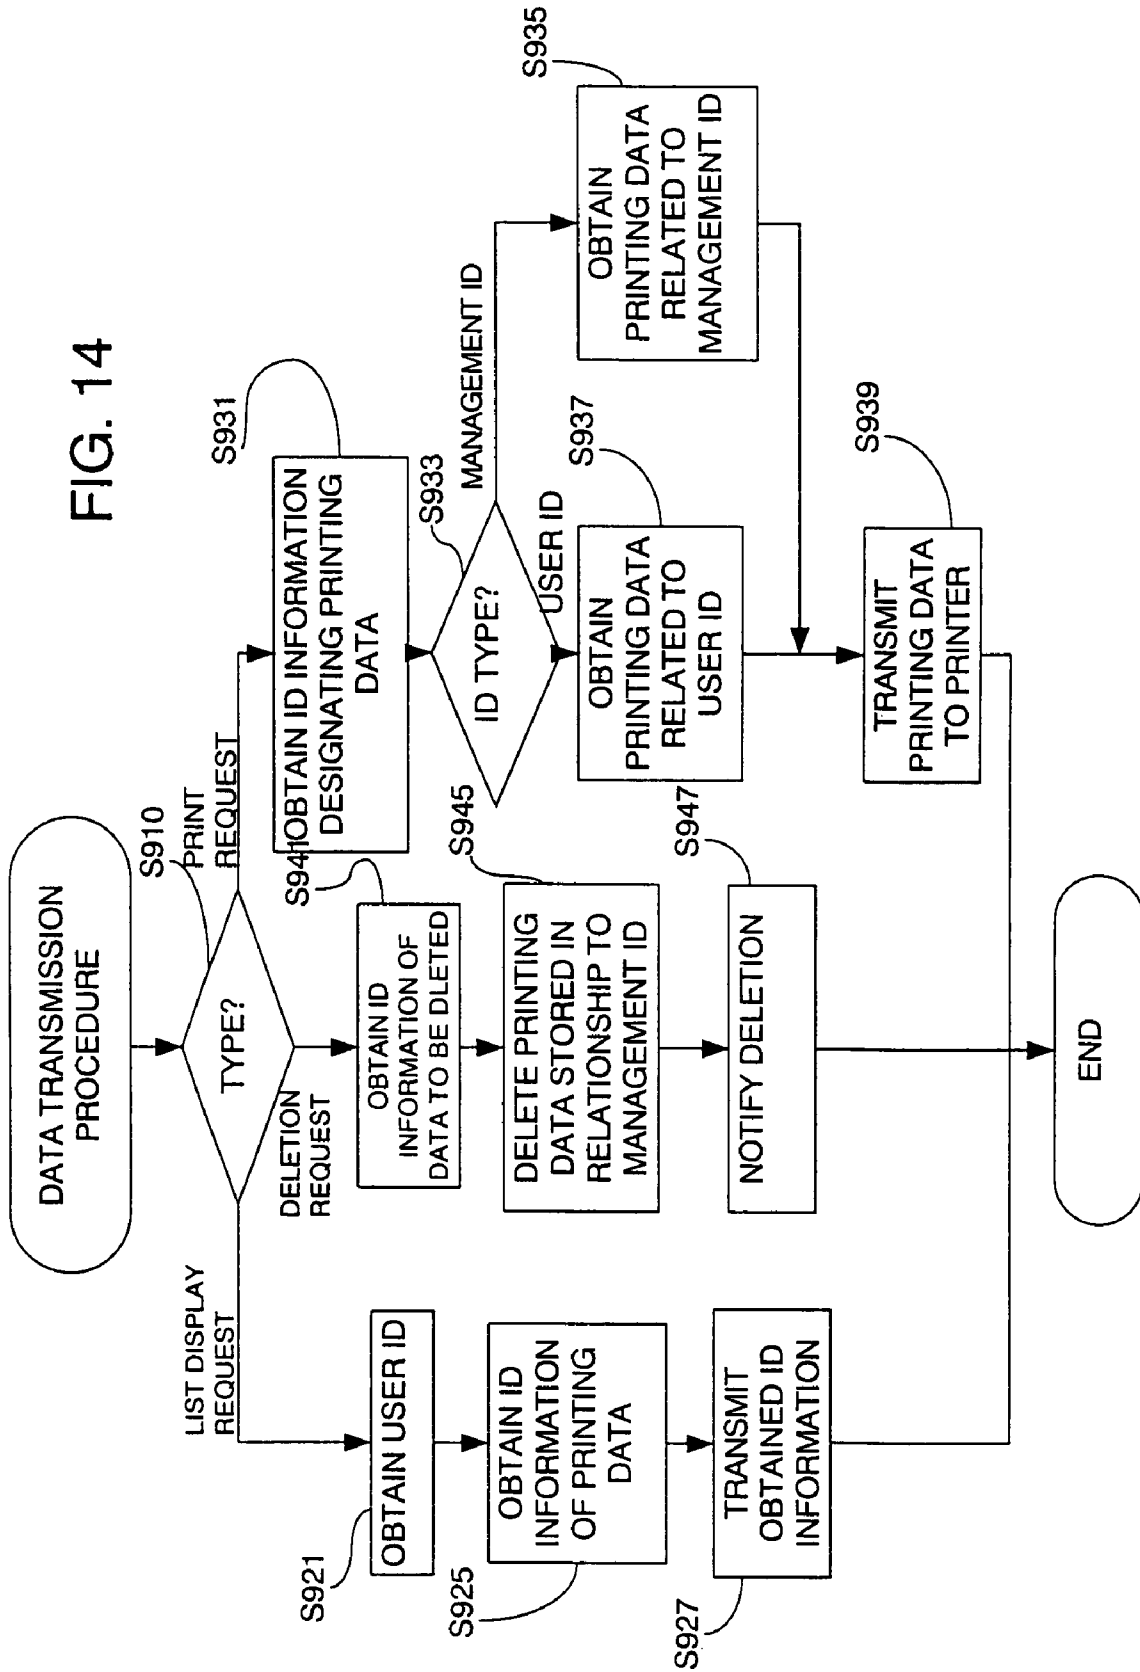 FIG. 14
DATA TRANSMISSION
PROCEDURE
S910
TYPE?
LIST DISPLAY
REQUEST
DELETION
REQUEST
PRINT
REQUEST
S921
OBTAIN USER ID
S925
OBTAIN ID
INFORMATION
OF PRINTING
DATA
S927
TRANSMIT
OBTAINED ID
INFORMATION
S941
OBTAIN ID
INFORMATION OF
DATA TO BE DLETED
S945
DELETE PRINTING
DATA STORED IN
RELATIONSHIP TO
MANAGEMENT ID
S947
NOTIFY DELETION
S931
OBTAIN ID INFORMATION
DESIGNATING PRINTING
DATA
S933
ID TYPE?
MANAGEMENT ID
USER ID
S937
OBTAIN
PRINTING DATA
RELATED TO
USER ID
S935
OBTAIN
PRINTING DATA
RELATED TO
MANAGEMENT ID
S939
TRANSMIT
PRINTING DATA
TO PRINTER
END